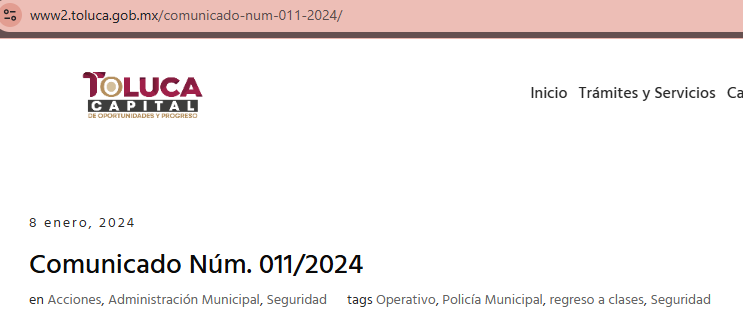 www2.toluca.gob.mx/comunicado-num-011-2024/
TOLUCA
CAPITAL
DE OPORTUNIDADES Y PROGRESO
Inicio Trámites y Servicios Ca
8 enero, 2024
Comunicado Núm. 011/2024
en Acciones, Administración Municipal, Seguridad tags Operativo, Policía Municipal, regreso a clases, Seguridad